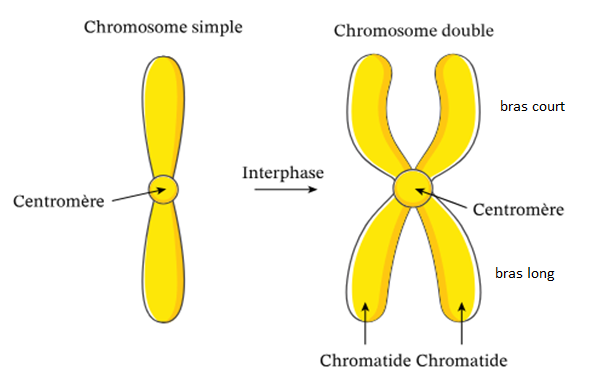 Chromosome simple
Chromosome double
bras court
Interphase
Centromère
Centromère
bras long
Chromatide Chromatide